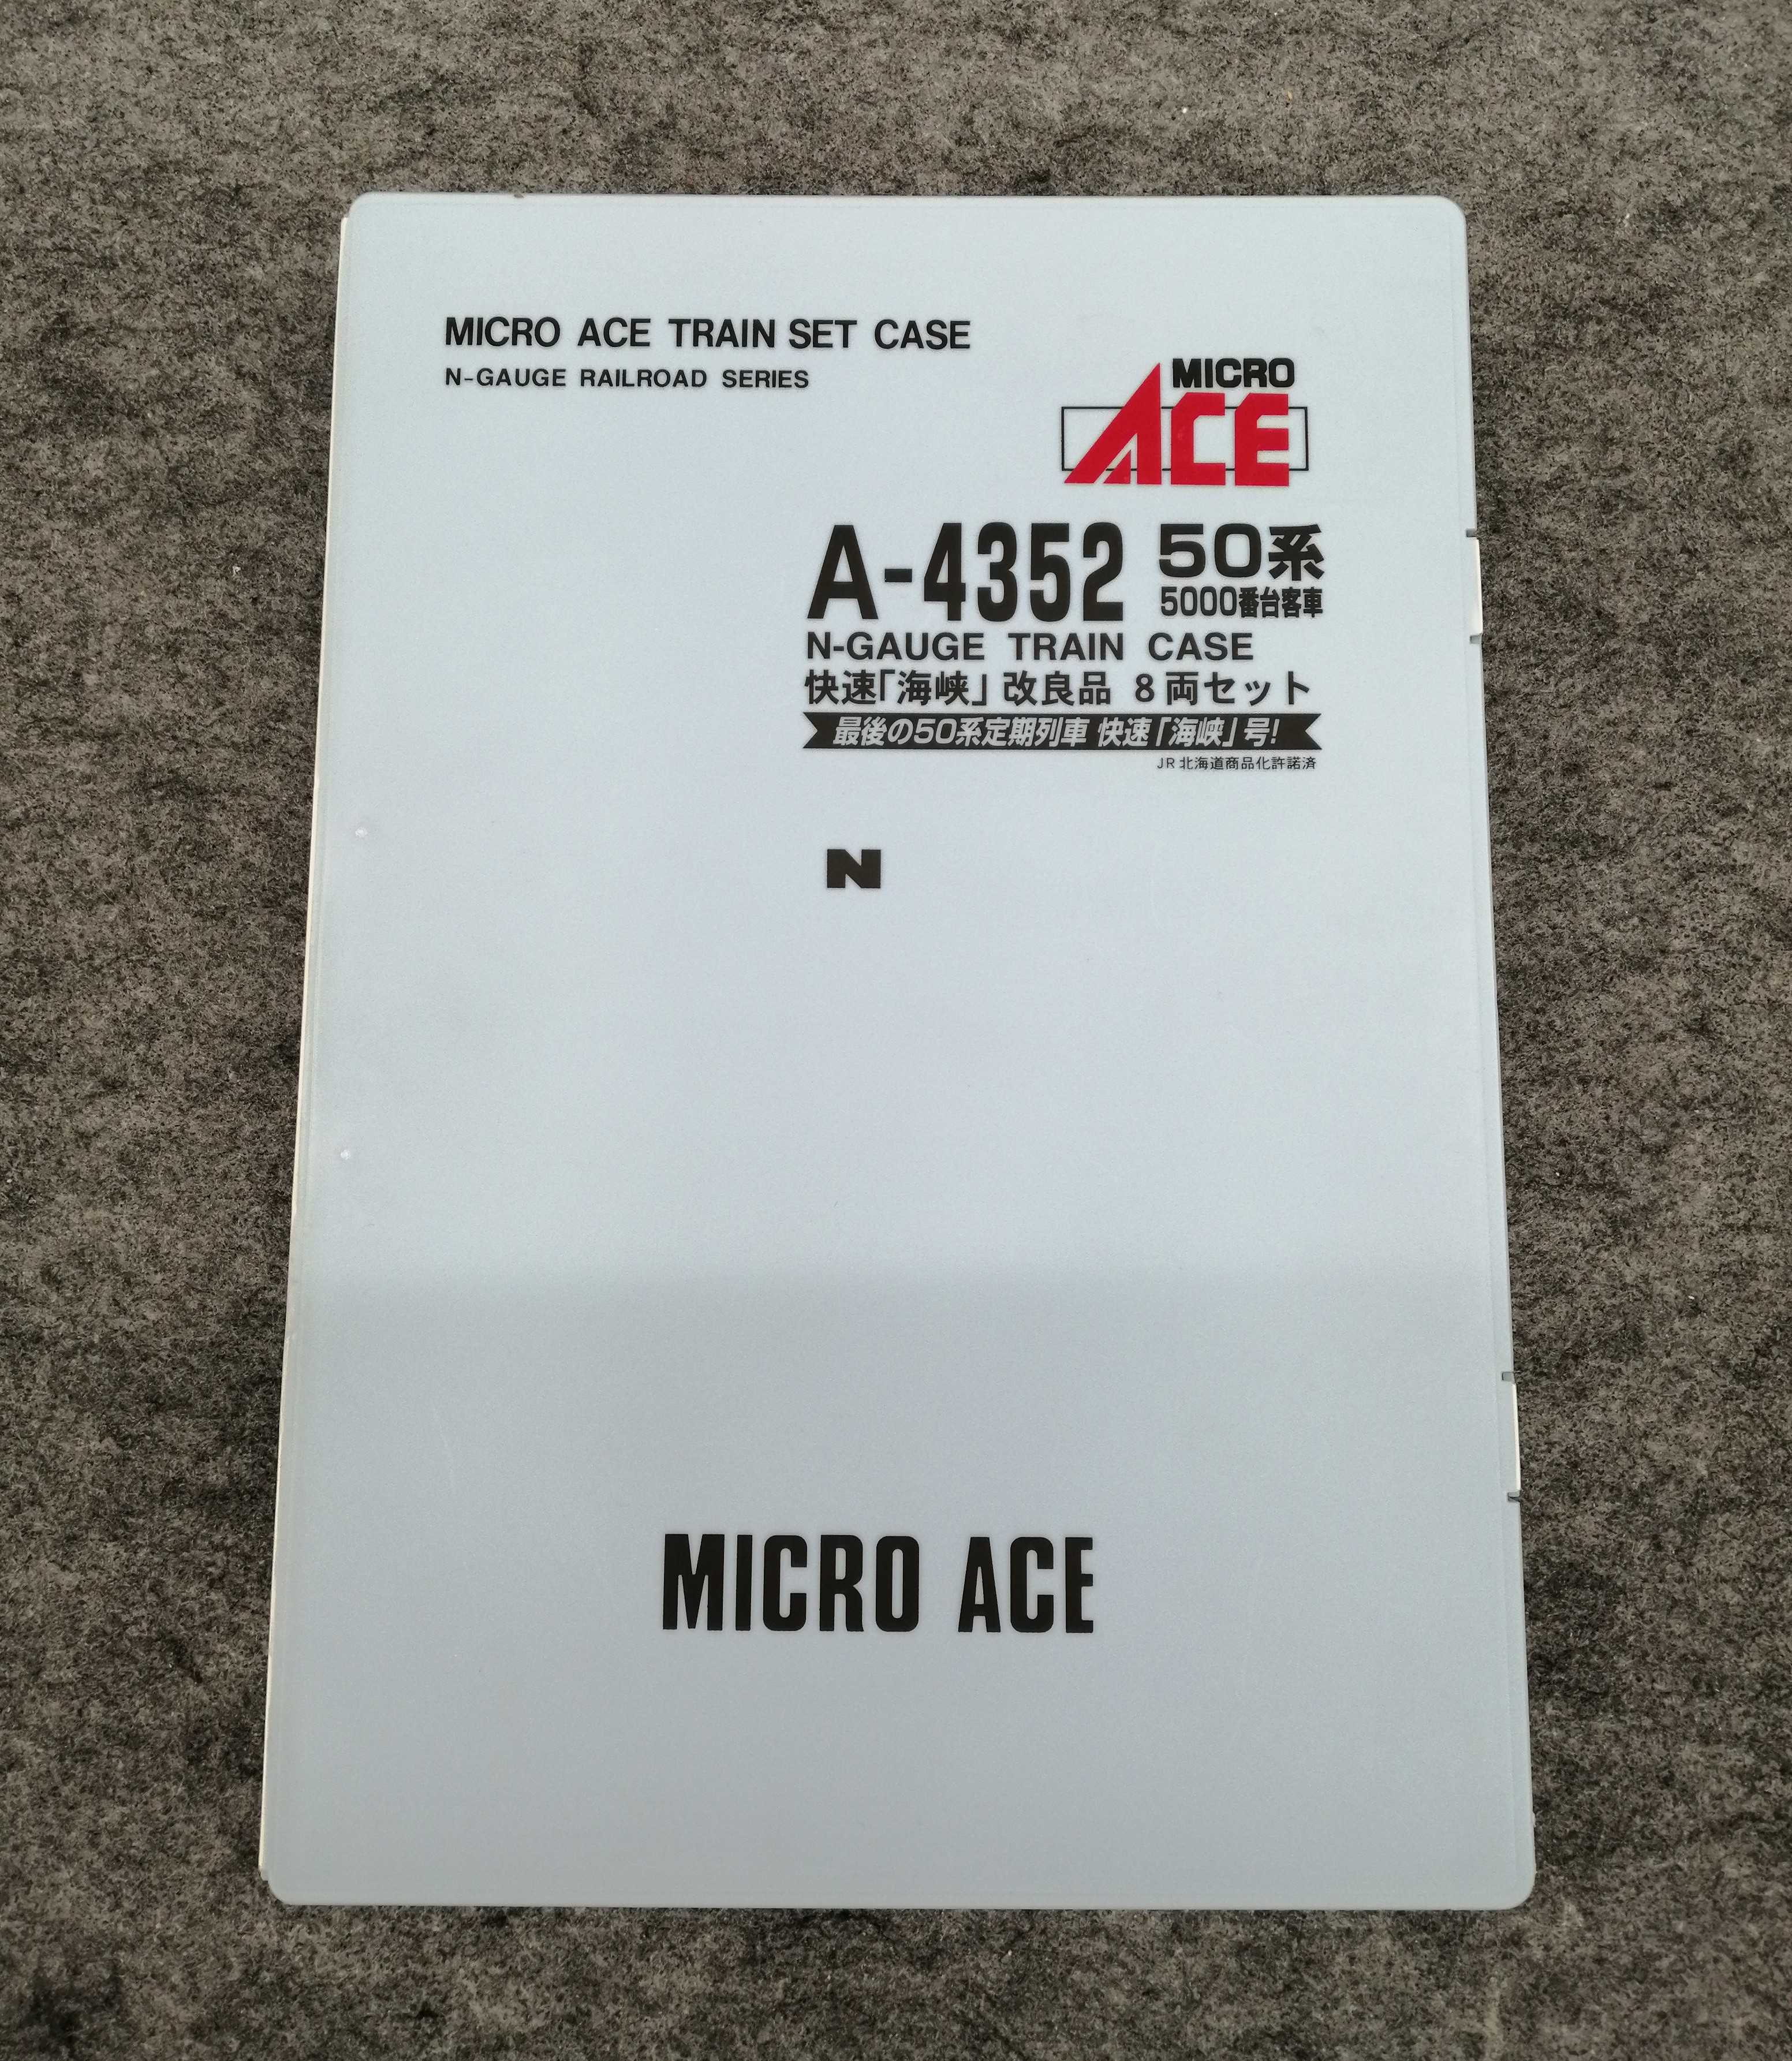 MICRO ACE TRAIN SET CASE
N-GAUGE RAILROAD SERIES
MICRO
ACE
A-4352 50系
5000番台客車
N-GAUGE TRAIN CASE
快速「海峡」改良品 8両セット
最後の50系定期列車 快速「海峡」号!
JR北海道商品化許諾済
N
MICRO ACE